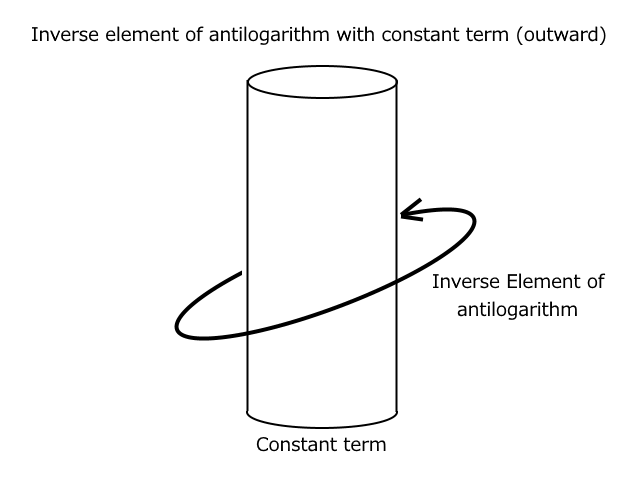 Inverse element of antilogarithm with constant term (outward)
Inverse Element of
antilogarithm
Constant term